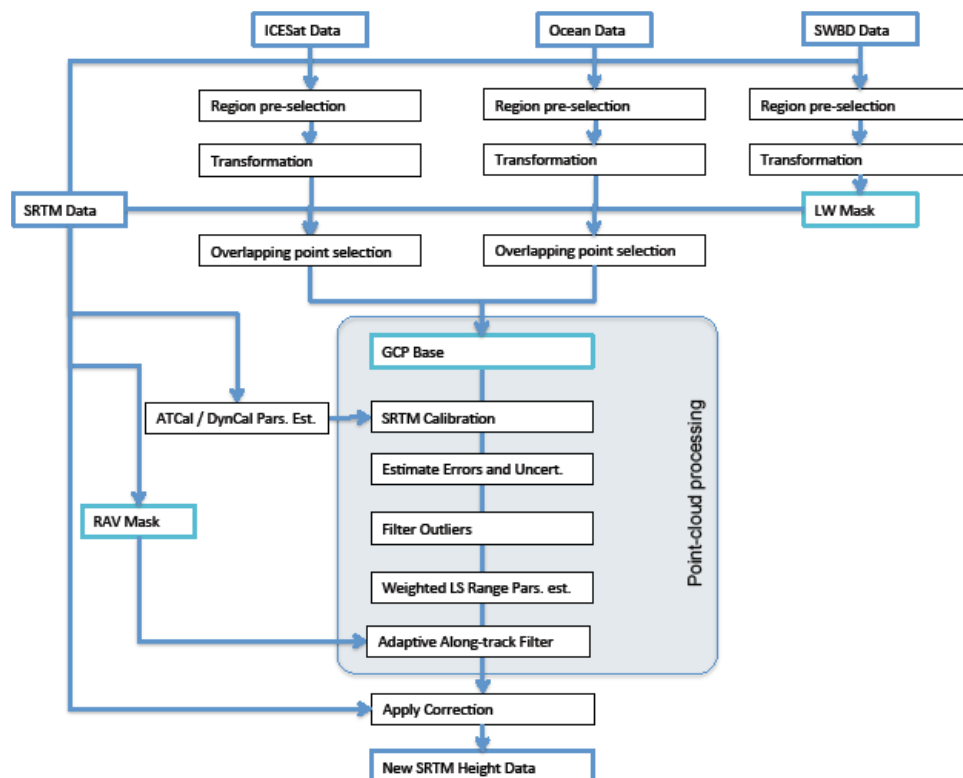 ICESat Data
Ocean Data
SWBD Data
Region pre-selection
Region pre-selection
Region pre-selection
Transformation
Transformation
Transformation
SRTM Data
LW Mask
Overlapping point selection
Overlapping point selection
GCP Base
ATCal / DynCal Pars. Est.
SRTM Calibration
Estimate Errors and Uncert.
RAV Mask
Filter Outliers
Weighted LS Range Pars. est.
Adaptive Along-track Filter
Point-cloud processing
Apply Correction
New SRTM Height Data